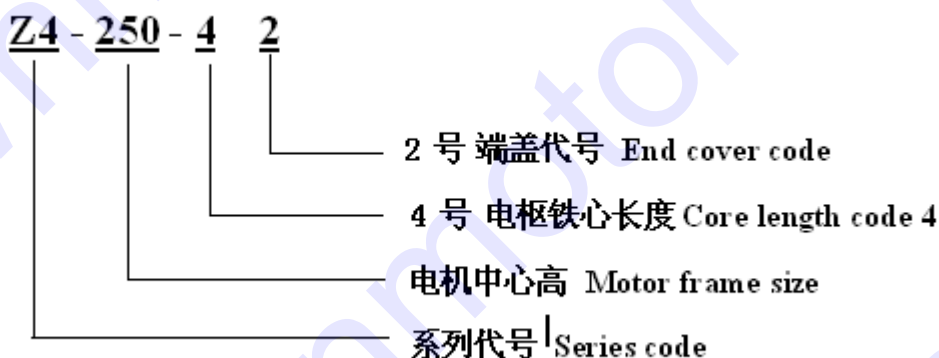 Z4 - 250 - 4 2
2 号 端盖代号 End cover code
4 号 电枢铁心长度 Core length code 4
电机中心高 Motor frame size
系列代号 Series code